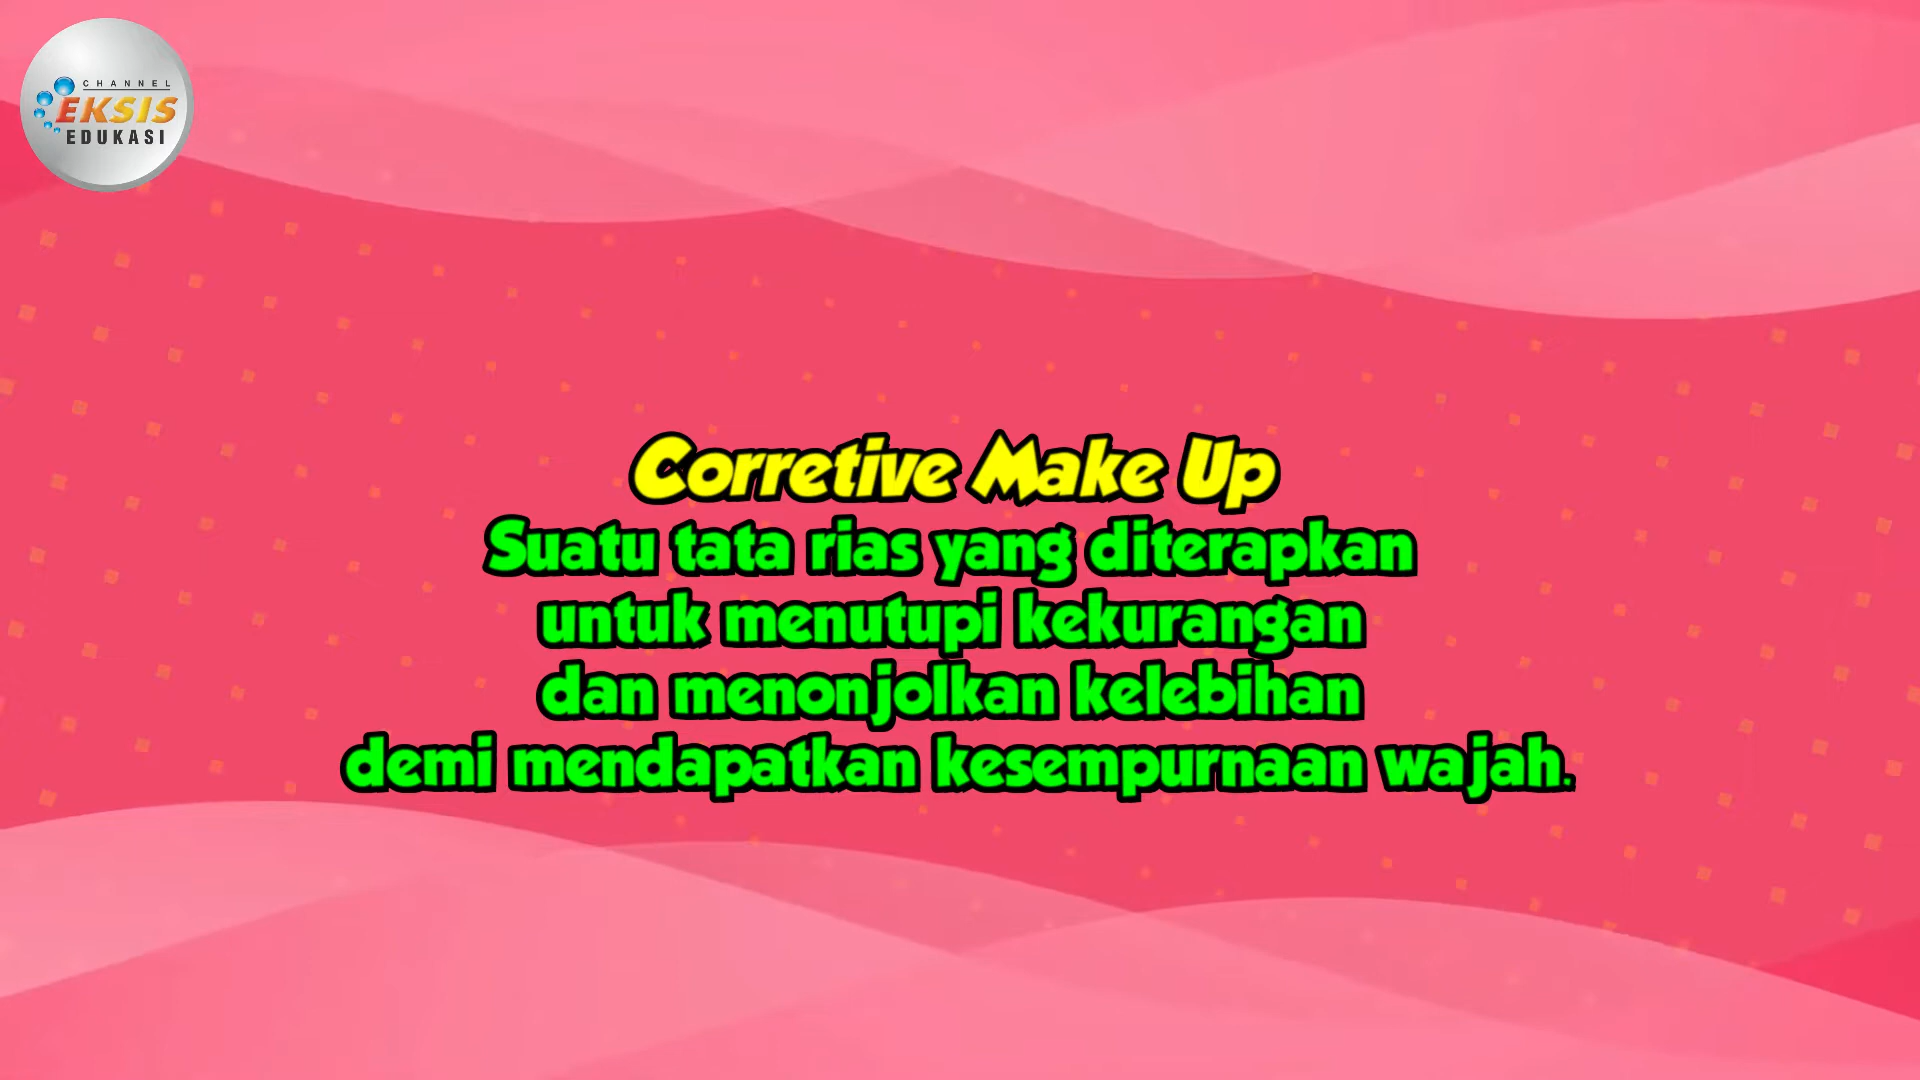 CHANNEL
EKSIS
EDUKASI
Corretive Make Up
Suatu tata rias yang diterapkan
untuk menutupi kekurangan
dan menonjolkan kelebihan
demi mendapatkan kesempurnaan wajah.